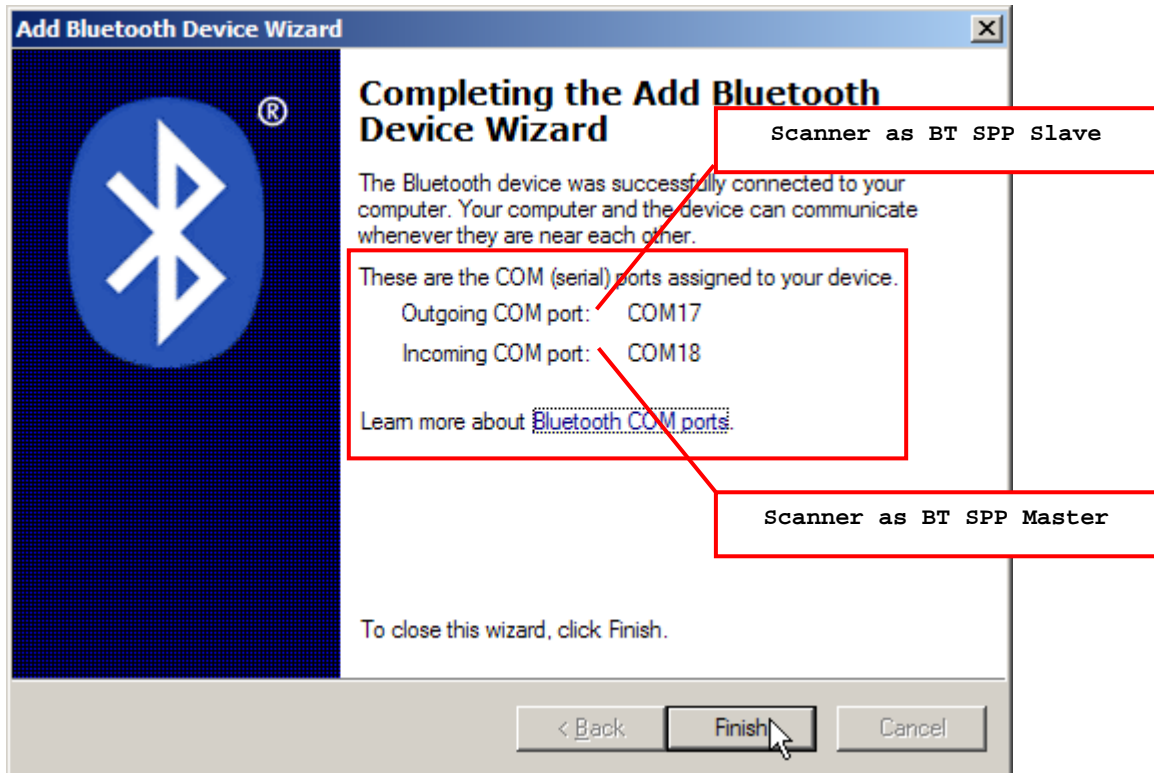 Add Bluetooth Device Wizard
®
Completing the Add Bluetooth
Device Wizard
Scanner as BT SPP Slave
The Bluetooth device was successfully connected to your
computer. Your computer and the device can communicate
whenever they are near each other.
These are the COM (serial) ports assigned to your device.
Outgoing COM port: COM17
Incoming COM port: COM18
Learn more about Bluetooth COM ports.
Scanner as BT SPP Master
To close this wizard, click Finish.
< Back Finish Cancel